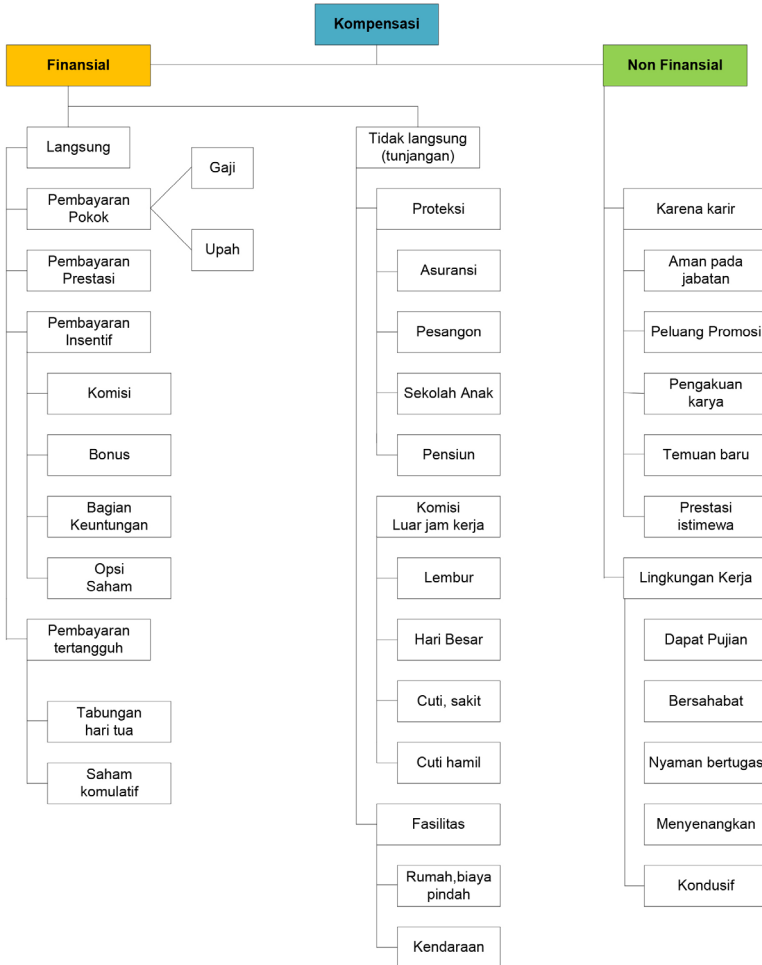 Kompensasi
Finansial
Non Finansial
Langsung
Pembayaran
Pokok
Gaji
Upah
Pembayaran
Prestasi
Pembayaran
Insentif
Komisi
Bonus
Bagian
Keuntungan
Opsi
Saham
Pembayaran
tertangguh
Tabungan
hari tua
Saham
komulatif
Tidak langsung
(tunjangan)
Proteksi
Asuransi
Pesangon
Sekolah Anak
Pensiun
Komisi
Luar jam kerja
Lembur
Hari Besar
Cuti, sakit
Cuti hamil
Fasilitas
Rumah,biaya
pindah
Kendaraan
Karena karir
Aman pada
jabatan
Peluang Promosi
Pengakuan
karya
Temuan baru
Prestasi
istimewa
Lingkungan Kerja
Dapat Pujian
Bersahabat
Nyaman bertugas
Menyenangkan
Kondusif